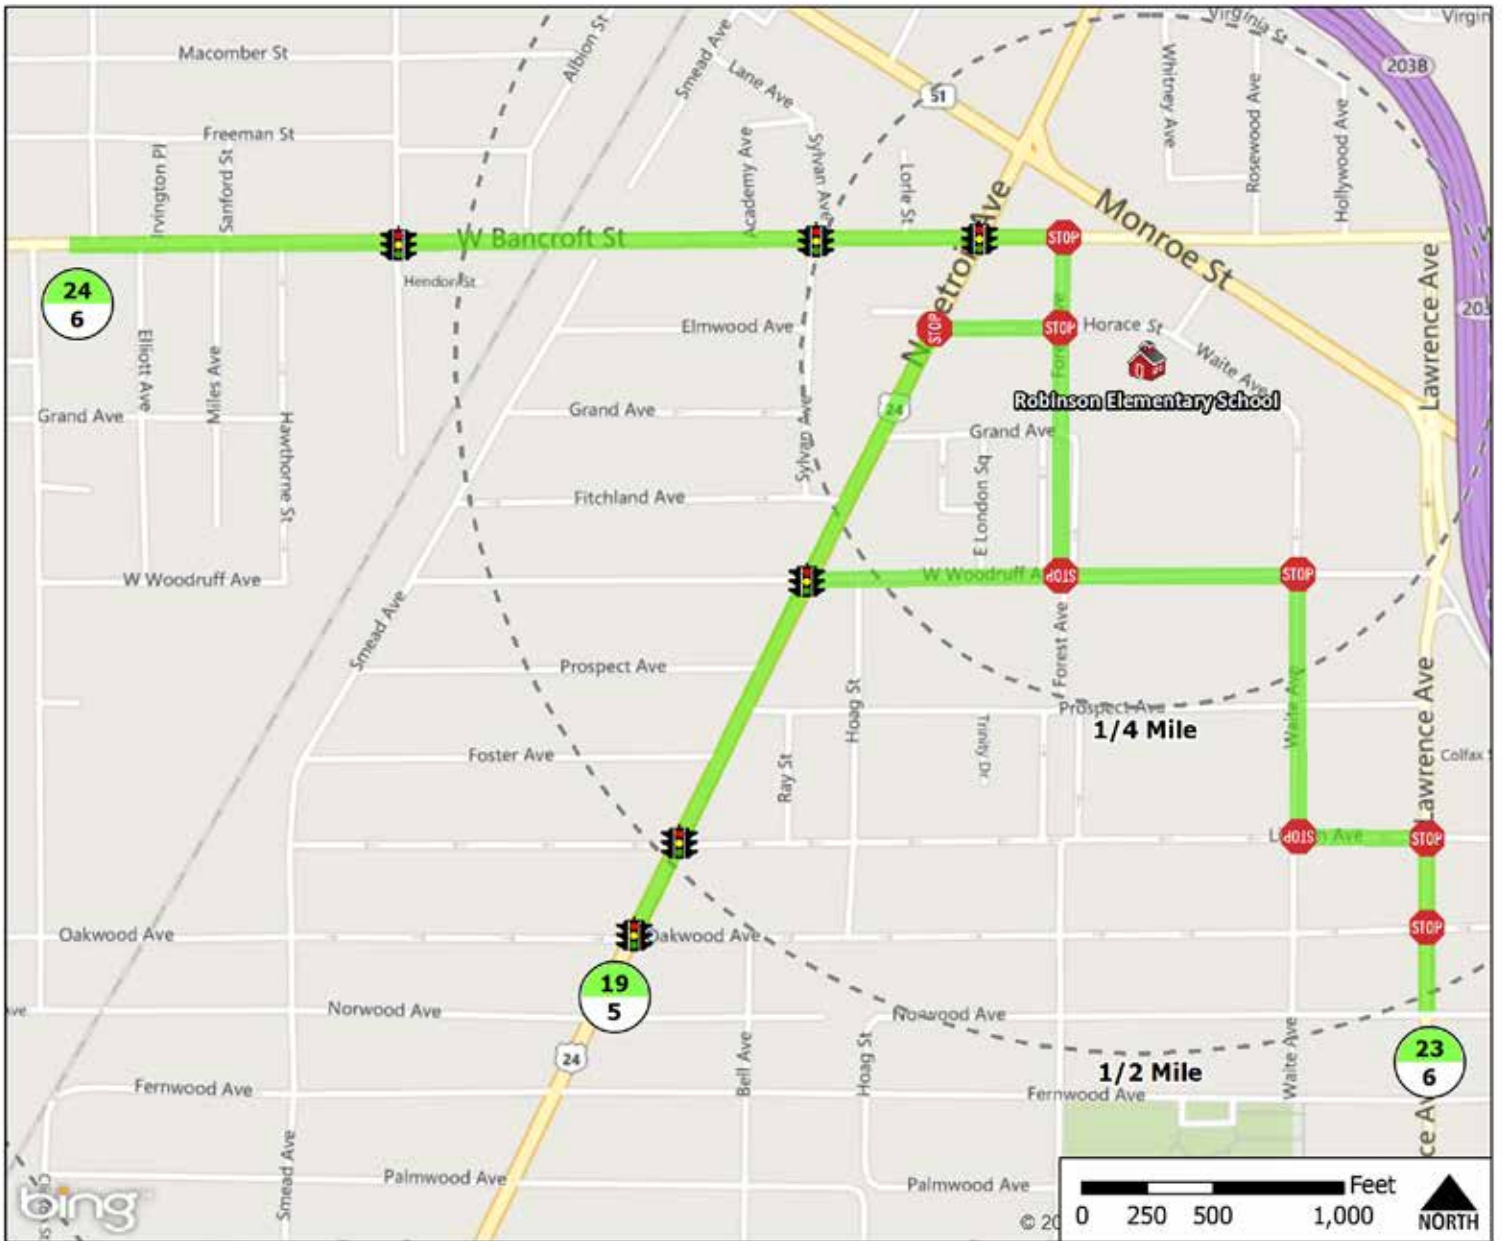 Virginia St
Virgin
Macomber St
Albion St
Smead Ave
Lane Ave
51
Whitney Ave
2038
Freeman St
Irvington Pl
Sanford St
Academy Ave
Sylvan Ave
Lorie St
Rosewood Ave
Hollywood Ave
W Bancroft St
STOP
Monroe St
Lawrence Ave
24
6
Hendon St
Elliott Ave
Miles Ave
Elmwood Ave
STOP
STOP
Horace St
Waite Ave
203
Robinson Elementary School
Grand Ave
Hawthorne St
Grand Ave
Sylvan Ave
24
Grand Ave
E London Sq
Fitchland Ave
W Woodruff Ave
W Woodruff A
STOP
STOP
Smead Ave
Prospect Ave
Hoag St
Forest Ave
Prospect Ave
1/4 Mile
Waite Ave
Lawrence Ave
Foster Ave
Ray St
Trinity Dr
Colfax
STOP
Ave
STOP
Oakwood Ave
Oakwood Ave
STOP
19
5
Norwood Ave
Norwood Ave
24
Bell Ave
Hoag St
1/2 Mile
Waite Ave
23
6
Fernwood Ave
Fernwood Ave
Smead Ave
Palmwood Ave
Palmwood Ave
bing
© 20
Feet
0 250 500 1,000
NORTH